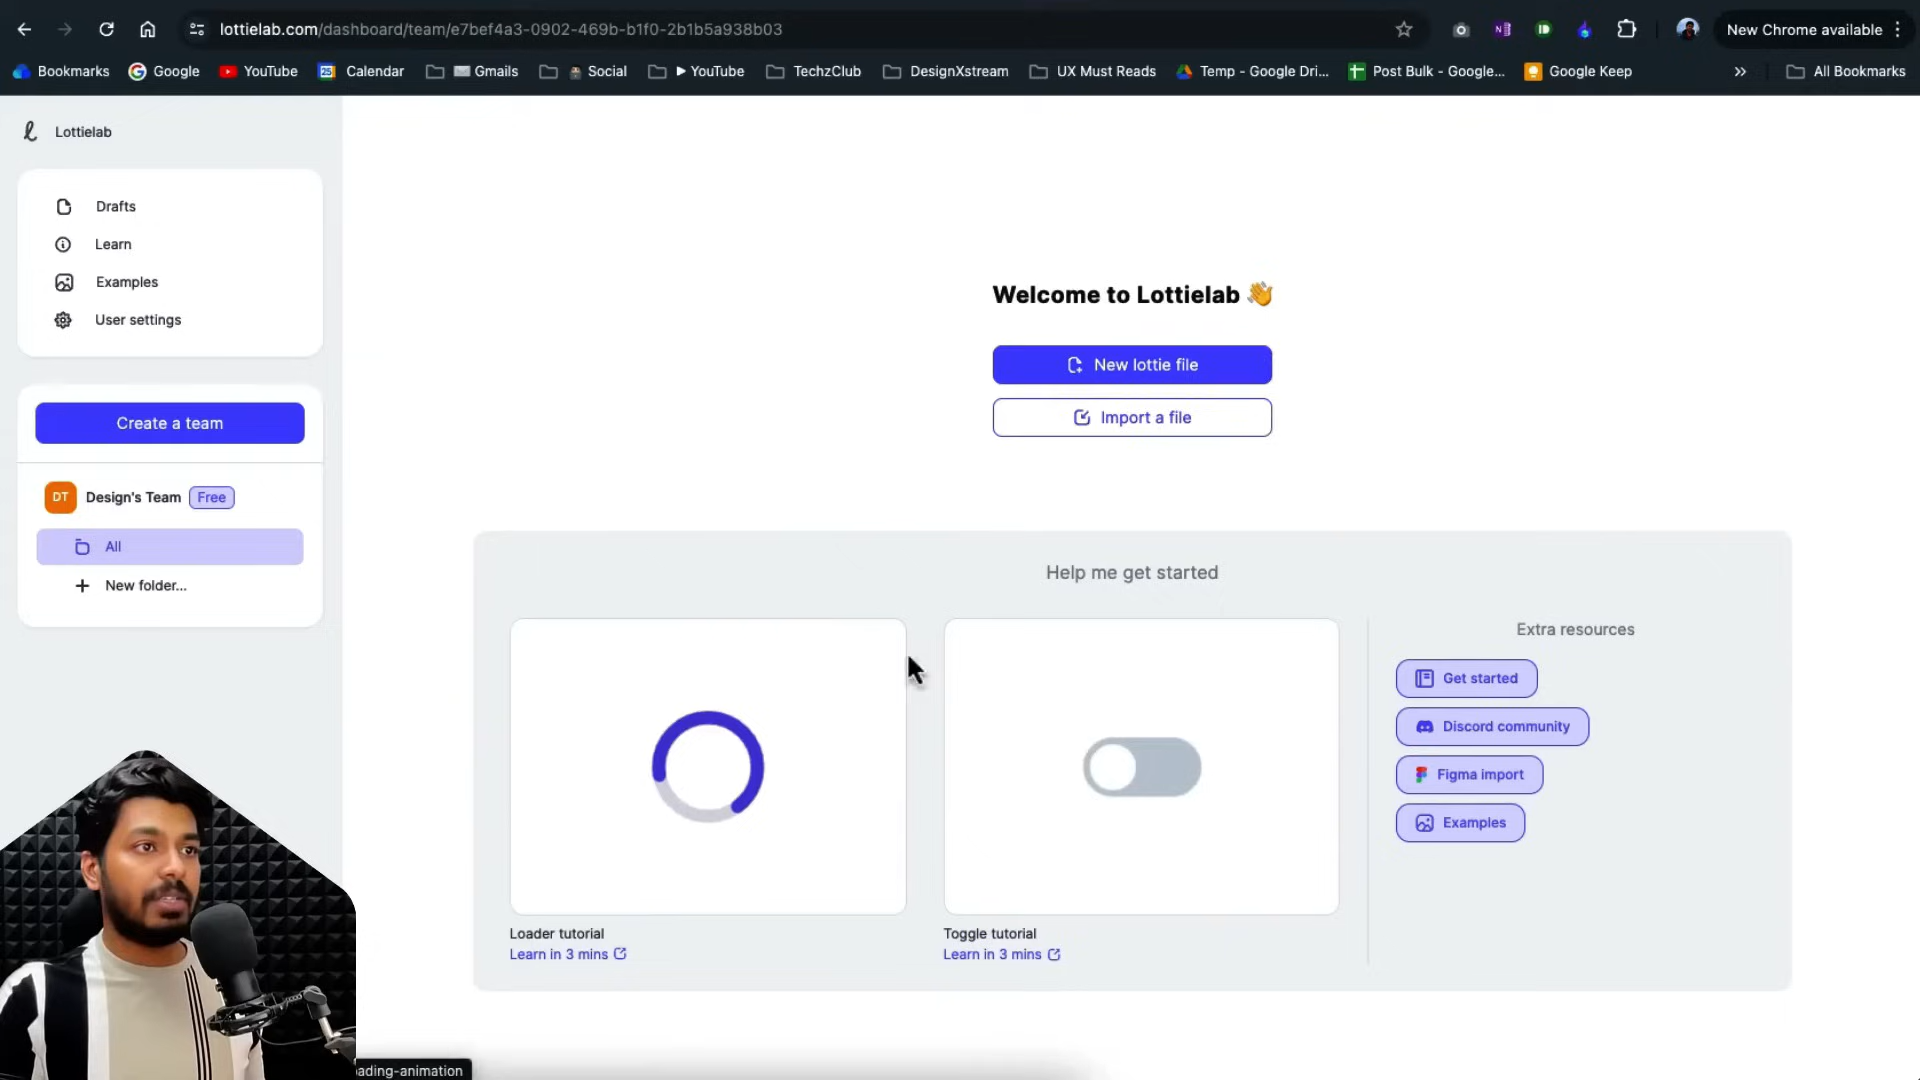 lottielab.com/dashboard/team/e7bef4a3-0902-469b-b1f0-2b1b5a938b03
New Chrome available
Bookmarks
Google
YouTube
Calendar
Gmails
Social
YouTube
TechzClub
DesignXstream
UX Must Reads
Temp - Google Dri...
Post Bulk - Google...
Google Keep
All Bookmarks
Lottielab
Drafts
Learn
Examples
User settings
Create a team
DT Design's Team Free
All
New folder...
Welcome to Lottielab 👋
New lottie file
Import a file
Help me get started
Loader tutorial
Learn in 3 mins
Toggle tutorial
Learn in 3 mins
Extra resources
Get started
Discord community
Figma import
Examples
ading-animation